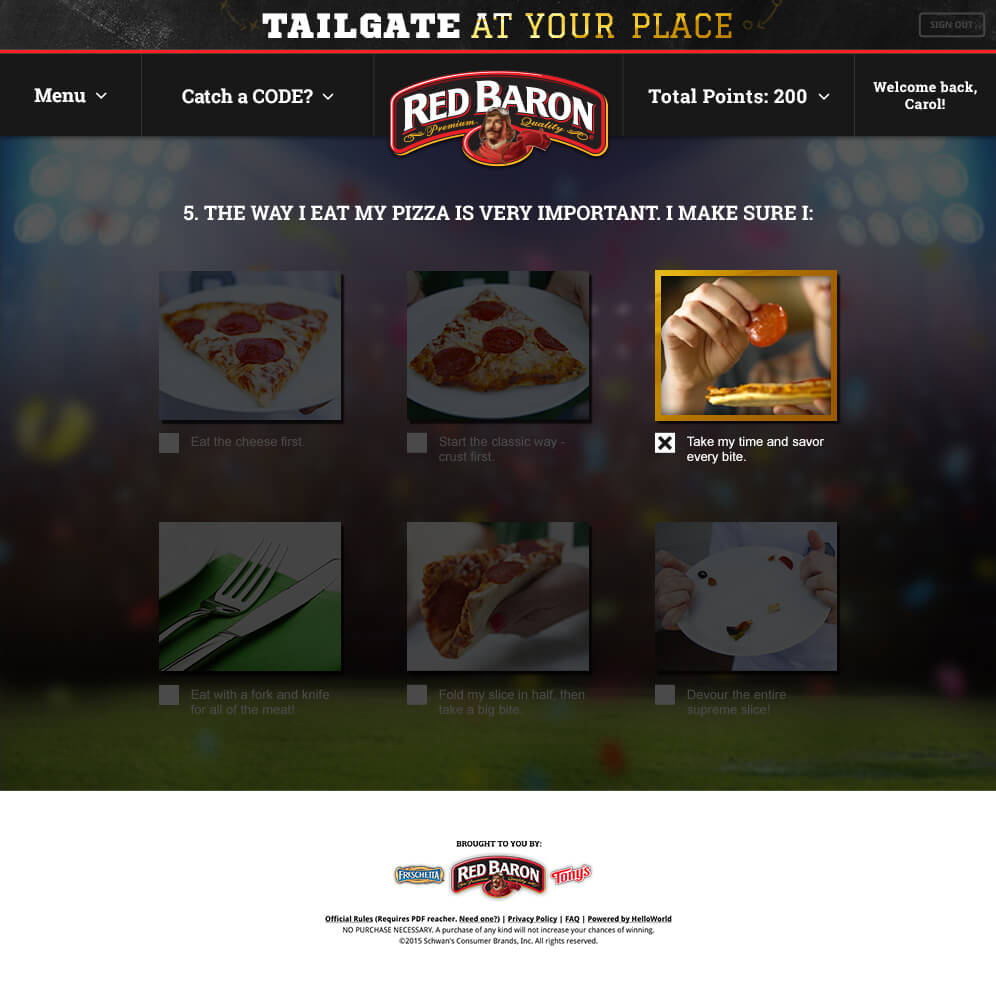 TAILGATE AT YOUR PLACE
SIGN OUT
Menu
Catch a CODE?
RED BARON
Premium Quality
Total Points: 200
Welcome back,
Carol!
5. THE WAY I EAT MY PIZZA IS VERY IMPORTANT. I MAKE SURE I:
Eat the cheese first.
Start the classic way -
crust first.
Take my time and savor
every bite.
Eat with a fork and knife
for all of the meat!
Fold my slice in half, then
take a big bite.
Devour the entire
supreme slice!
BROUGHT TO YOU BY:
FRESCHETTA
RED BARON
Premium Quality
Tony's
Official Rules (Requires PDF reacher. Need one?) | Privacy Policy | FAQ | Powered by HelloWorld
NO PURCHASE NECESSARY. A purchase of any kind will not increase your chances of winning.
©2015 Schwan's Consumer Brands, Inc. All rights reserved.